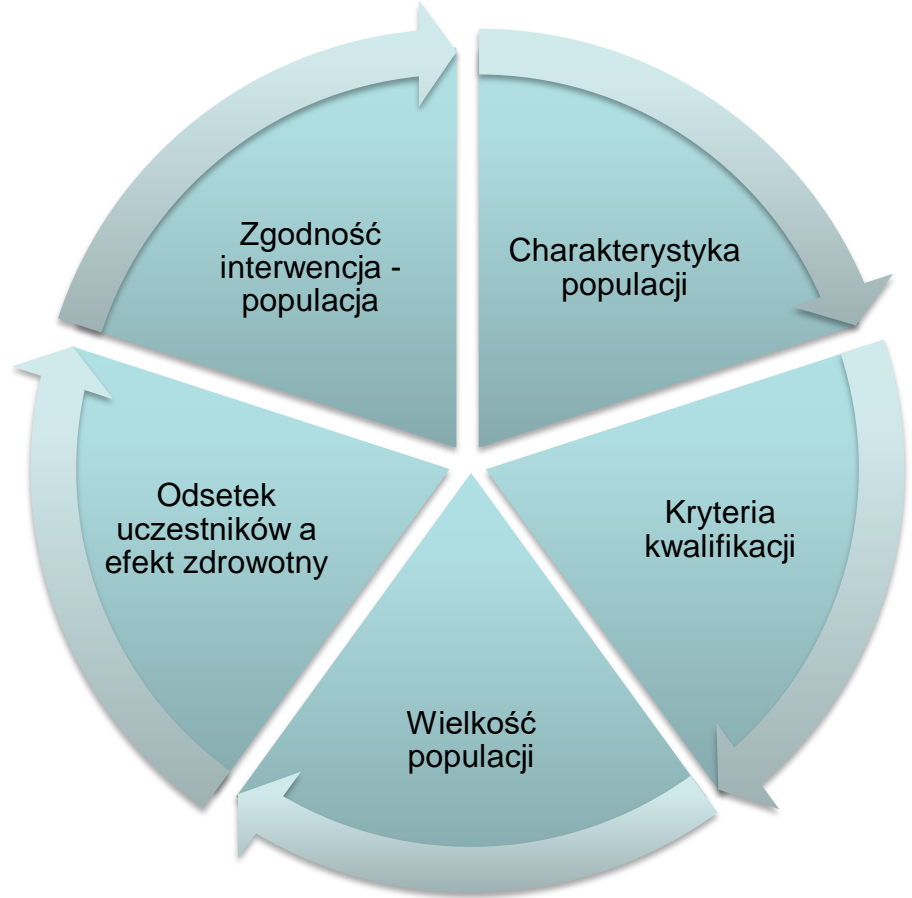 Zgodność
interwencja -
populacja
Charakterystyka
populacji
Kryteria
kwalifikacji
Wielkość
populacji
Odsetek
uczestników a
efekt zdrowotny